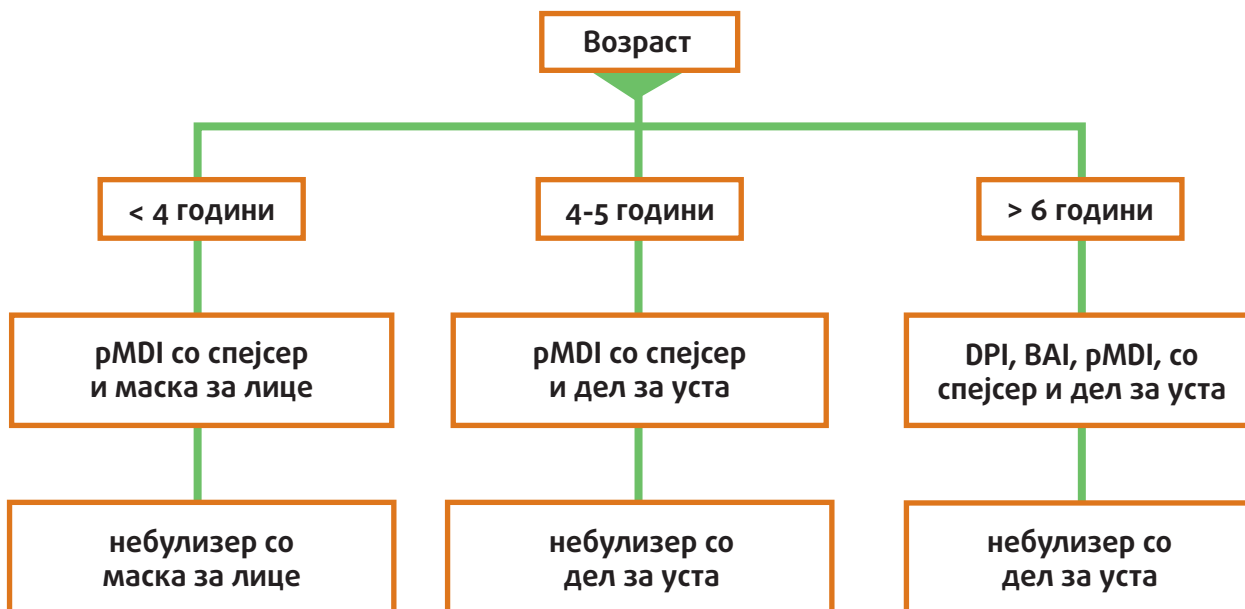 Возраст
< 4 години
4-5 години
> 6 години
pMDI со спејсер
и маска за лице
pMDI со спејсер
и дел за уста
DPI, BAI, pMDI, со
спејсер и дел за уста
небулизер со
маска за лице
небулизер со
дел за уста
небулизер со
дел за уста